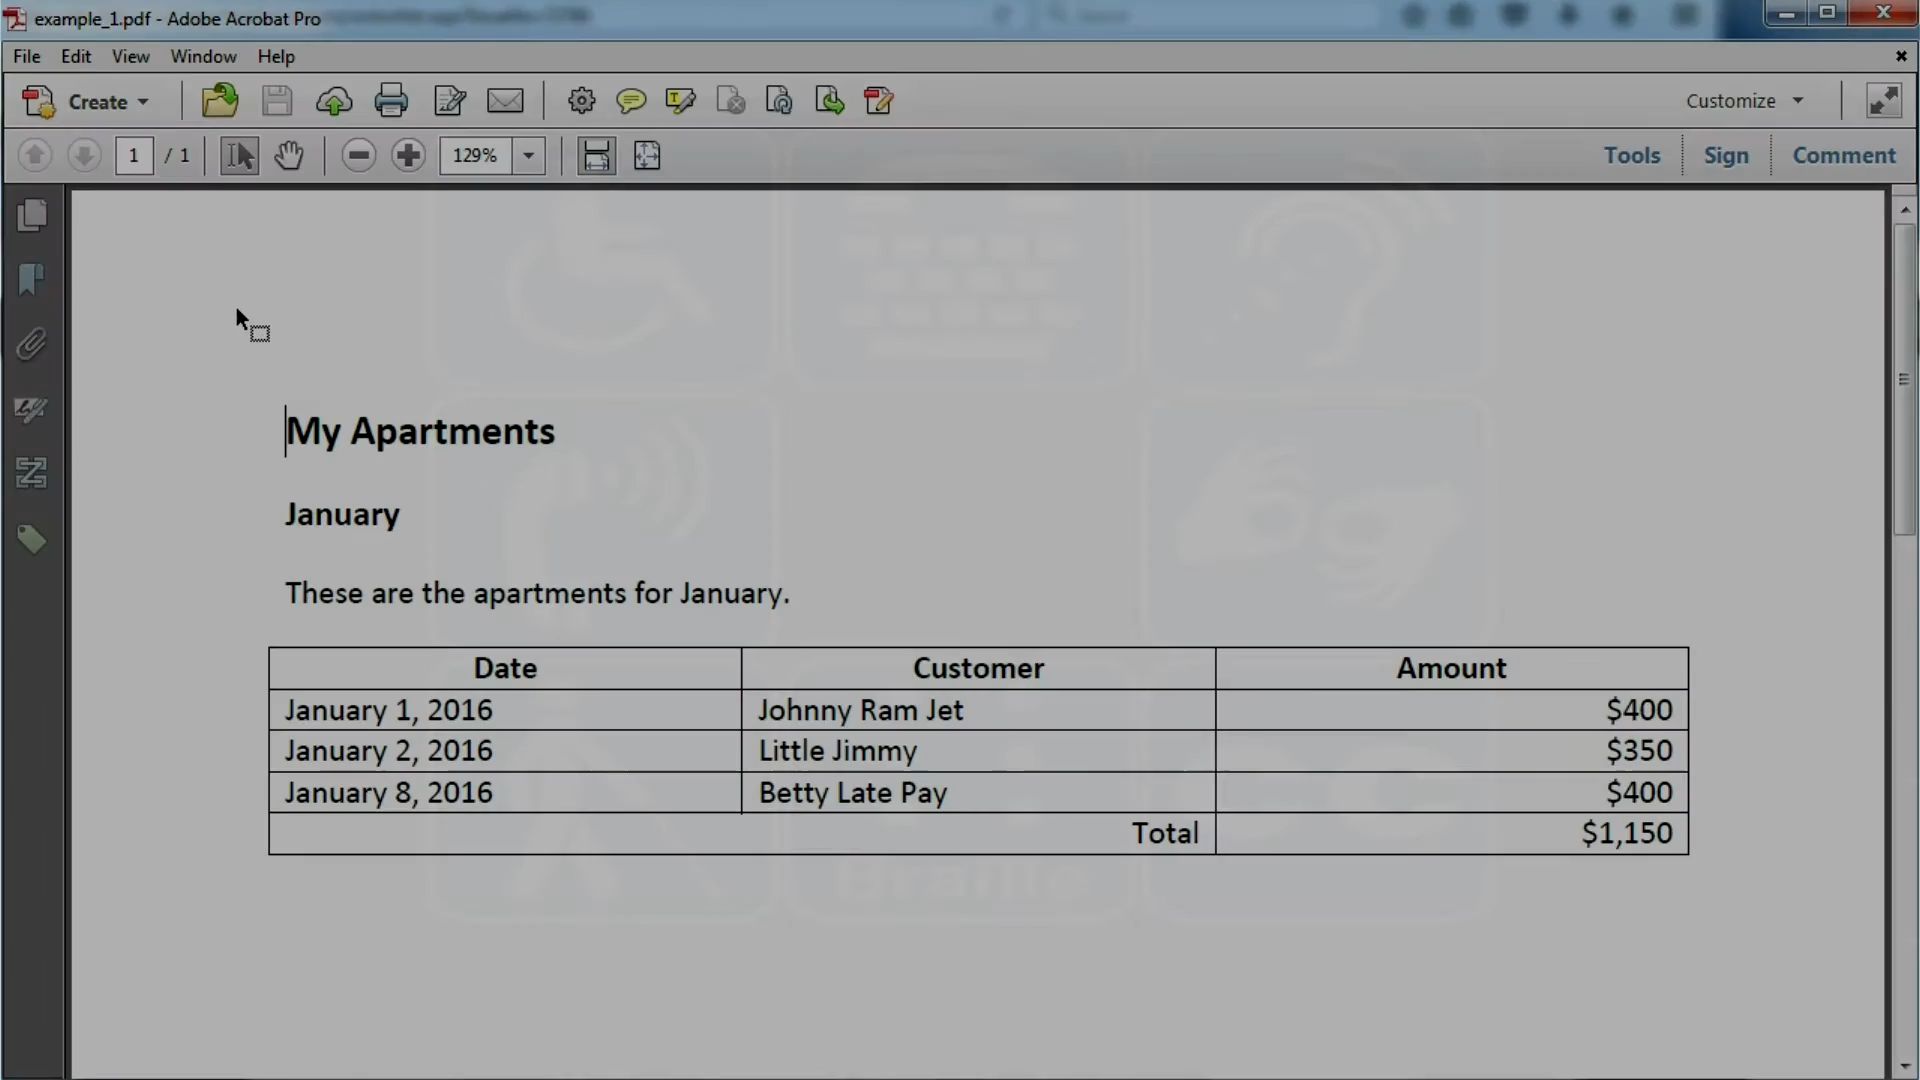 example_1.pdf - Adobe Acrobat Pro
File Edit View Window Help
Create Customize
1 / 1 129% Tools Sign Comment
My Apartments
January
These are the apartments for January.
Date Customer Amount
January 1, 2016 Johnny Ram Jet $400
January 2, 2016 Little Jimmy $350
January 8, 2016 Betty Late Pay $400
Total $1,150
Braille